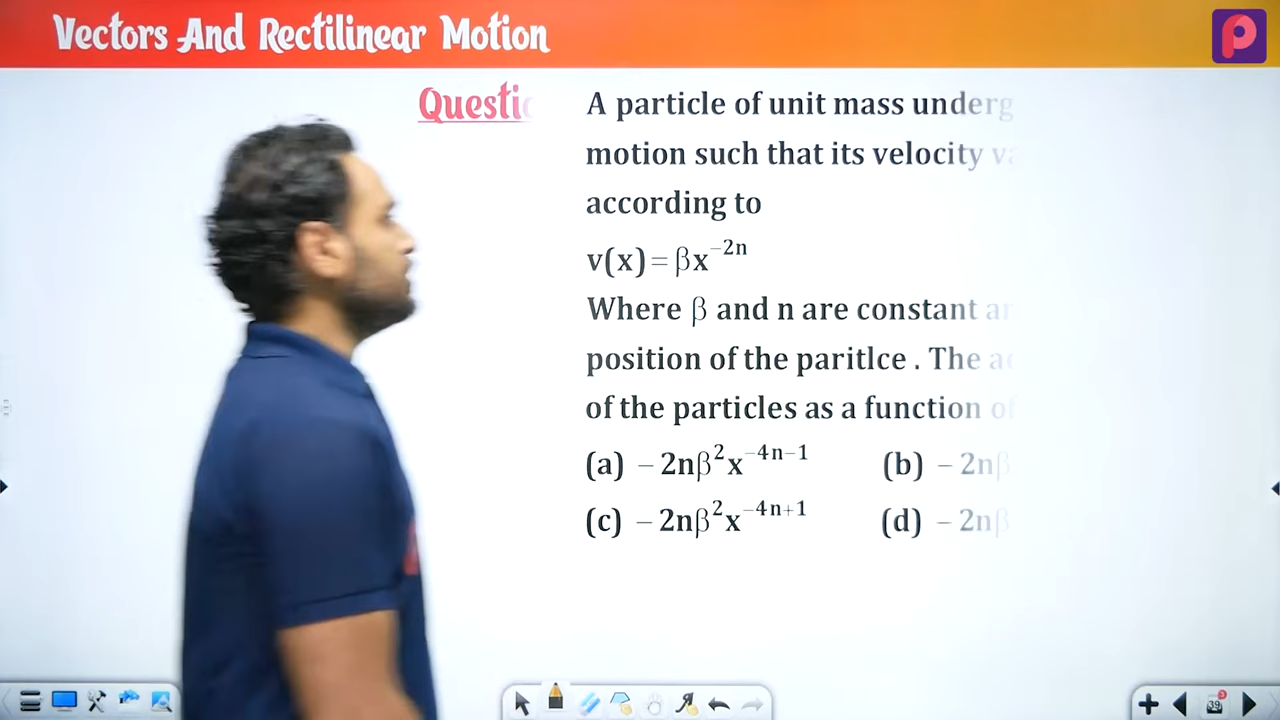 Vectors And Rectilinear Motion
A particle of unit mass
motion such that its velocity
according to
v(x) = βx⁻²ⁿ
Where β and n are constant
position of the paritlce . The
of the particles as a function
(a) – 2nβ²x⁻⁴ⁿ⁻¹ (b) – 2n
(c) – 2nβ²x⁻⁴ⁿ⁺¹ (d) – 2n
39